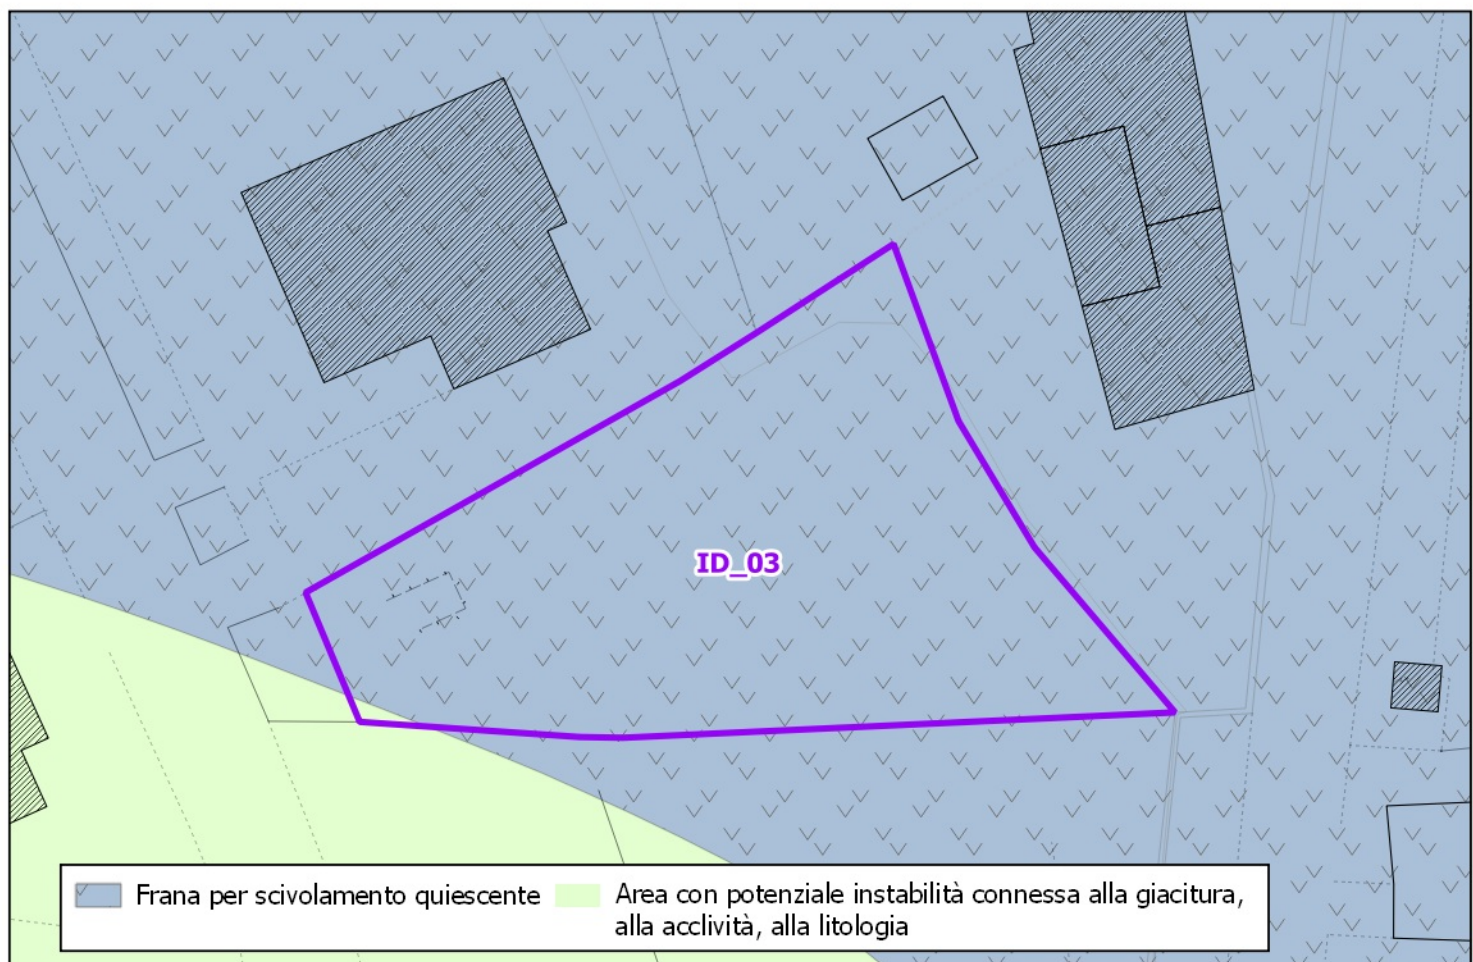 ID_03
Frana per scivolamento quiescente
Area con potenziale instabilità connessa alla giacitura,
alla acclività, alla litologia